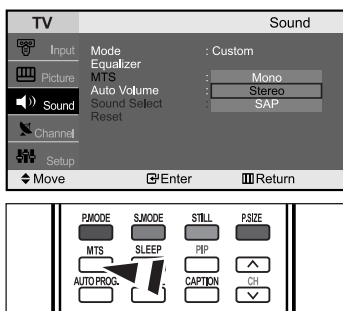 TV Sound
Input
Picture
Sound
Channel
Setup
Mode : Custom
Equalizer
MTS : Mono
Auto Volume : Stereo
Sound Select : SAP
Reset
Move Enter Return
P.MODE S.MODE STILL P.SIZE
MTS SLEEP PIP
AUTO PROG. CAPTION CH